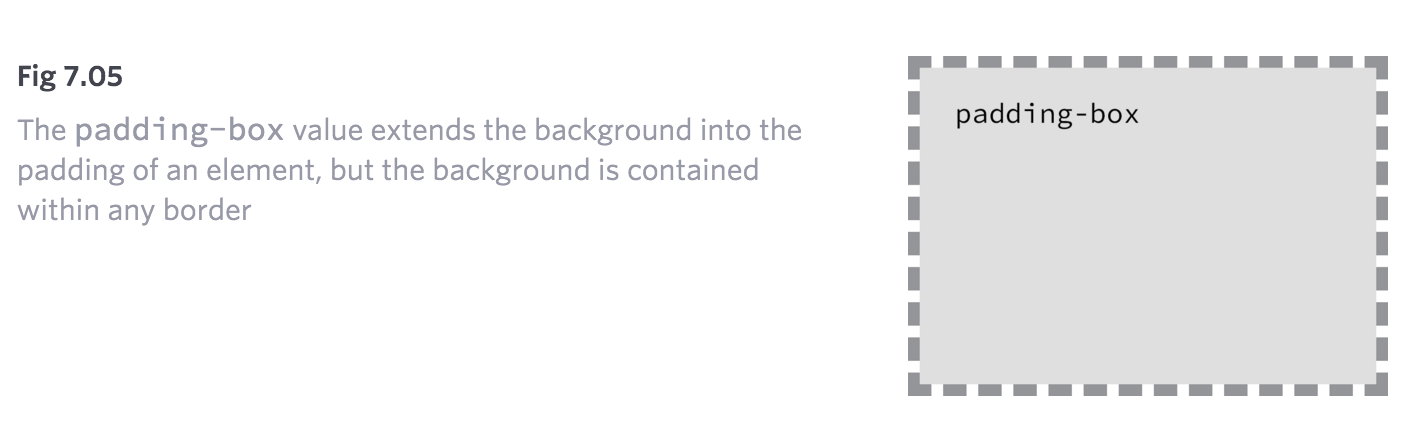 Fig 7.05
The padding-box value extends the background into the
padding of an element, but the background is contained
within any border
padding-box